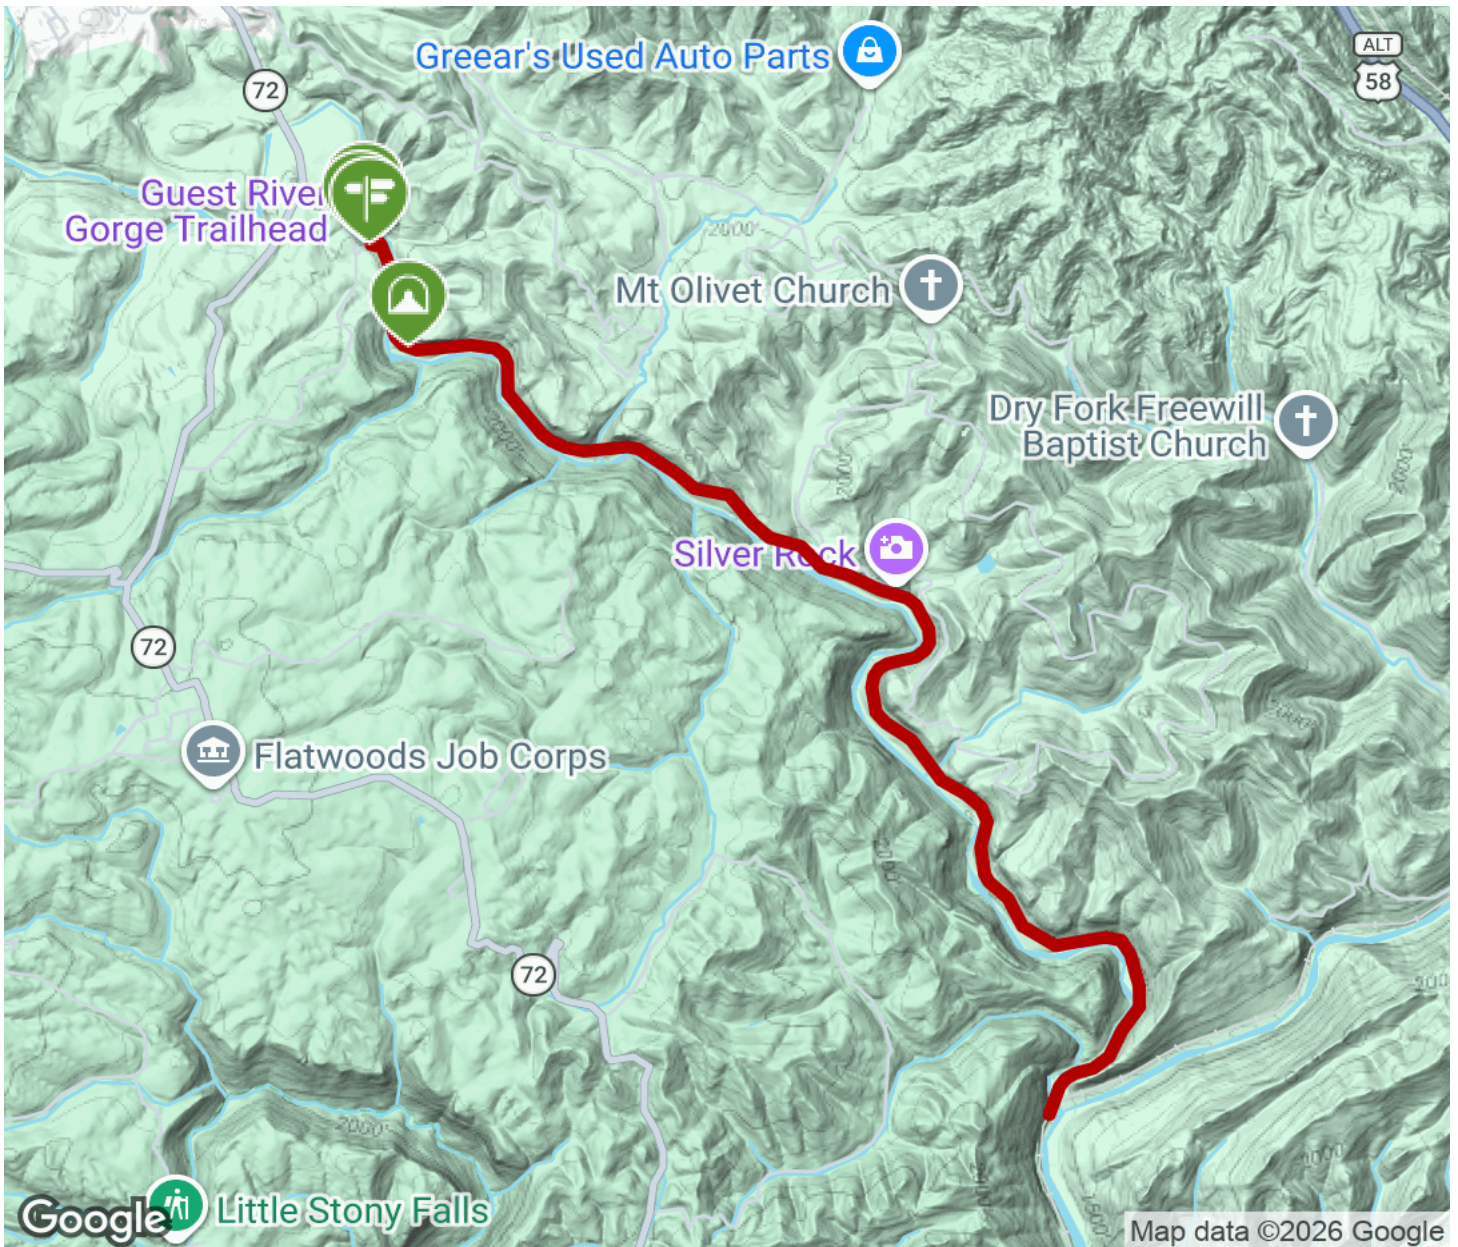 Greear's Used Auto Parts
ALT
58
72
Guest River
Gorge Trailhead
2000'
Mt Olivet Church
Dry Fork Freewill
Baptist Church
Silver Rock
72
Flatwoods Job Corps
72
2000'
Little Stony Falls
Google
Map data ©2026 Google